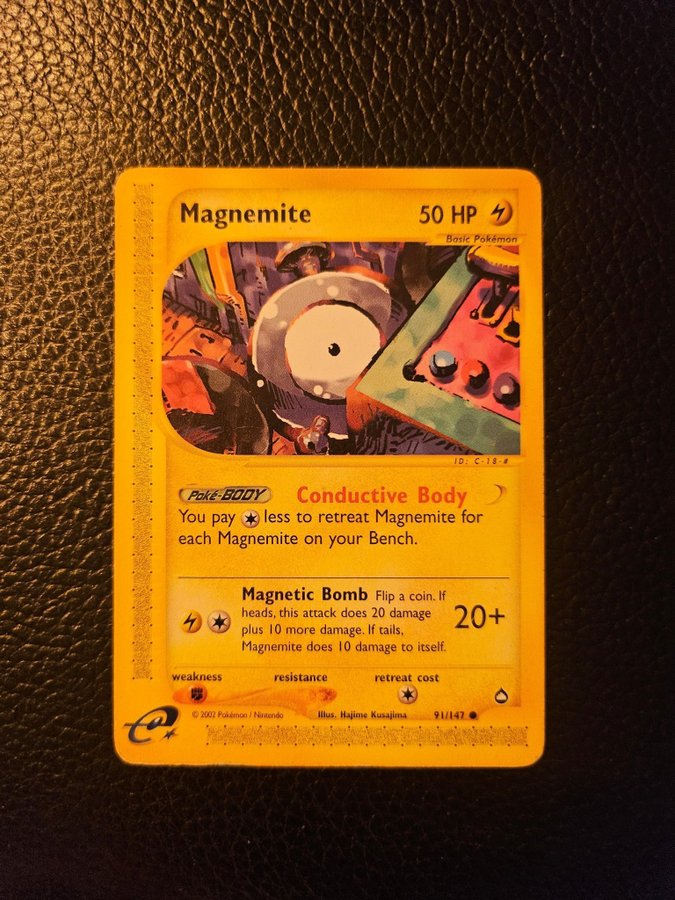 Magnemite 50 HP
Basic Pokémon
ID: C-18-#
Poké-BODY Conductive Body
You pay less to retreat Magnemite for
each Magnemite on your Bench.
Magnetic Bomb Flip a coin. If
heads, this attack does 20 damage
plus 10 more damage. If tails,
Magnemite does 10 damage to itself.
20+
weakness resistance retreat cost
© 2002 Pokémon / Nintendo Illus. Hajime Kusajima 91/147
e